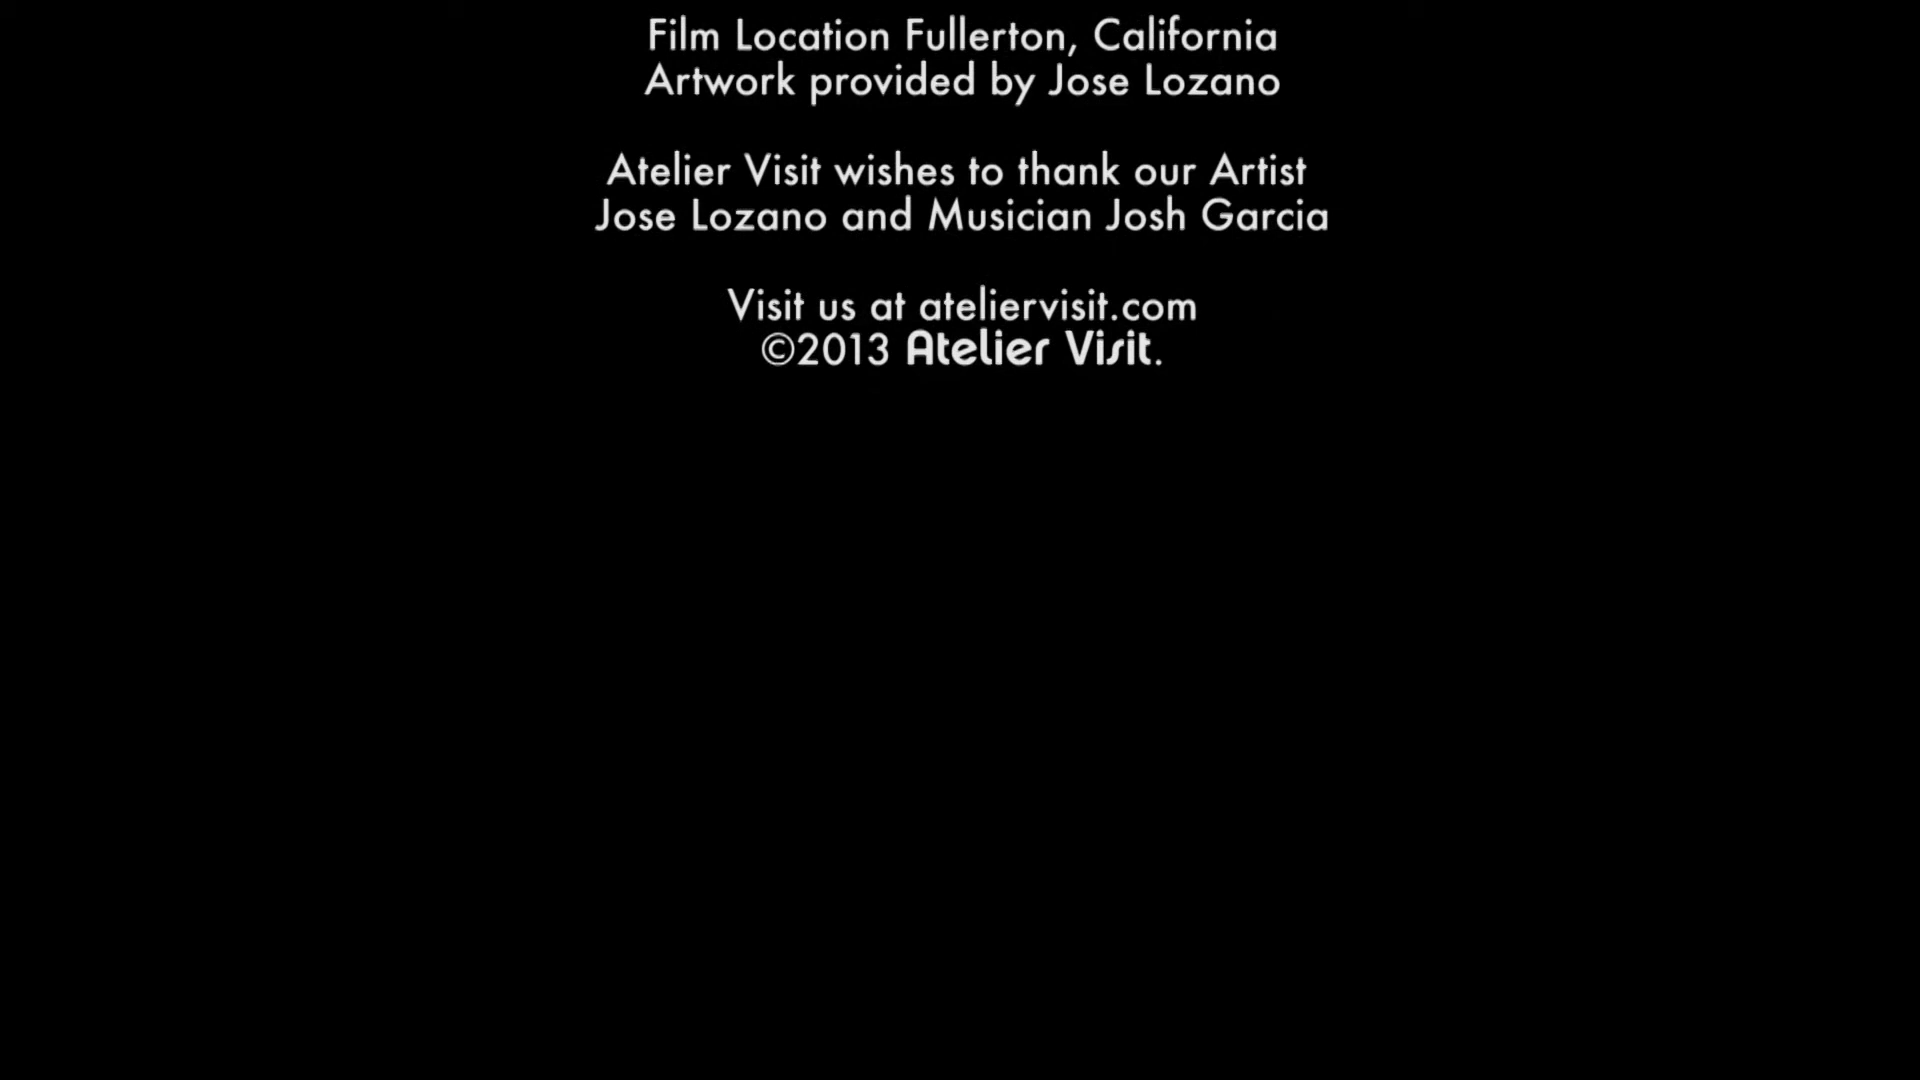 Film Location Fullerton, California
Artwork provided by Jose Lozano
Atelier Visit wishes to thank our Artist
Jose Lozano and Musician Josh Garcia
Visit us at ateliervisit.com
©2013 Atelier Visit.